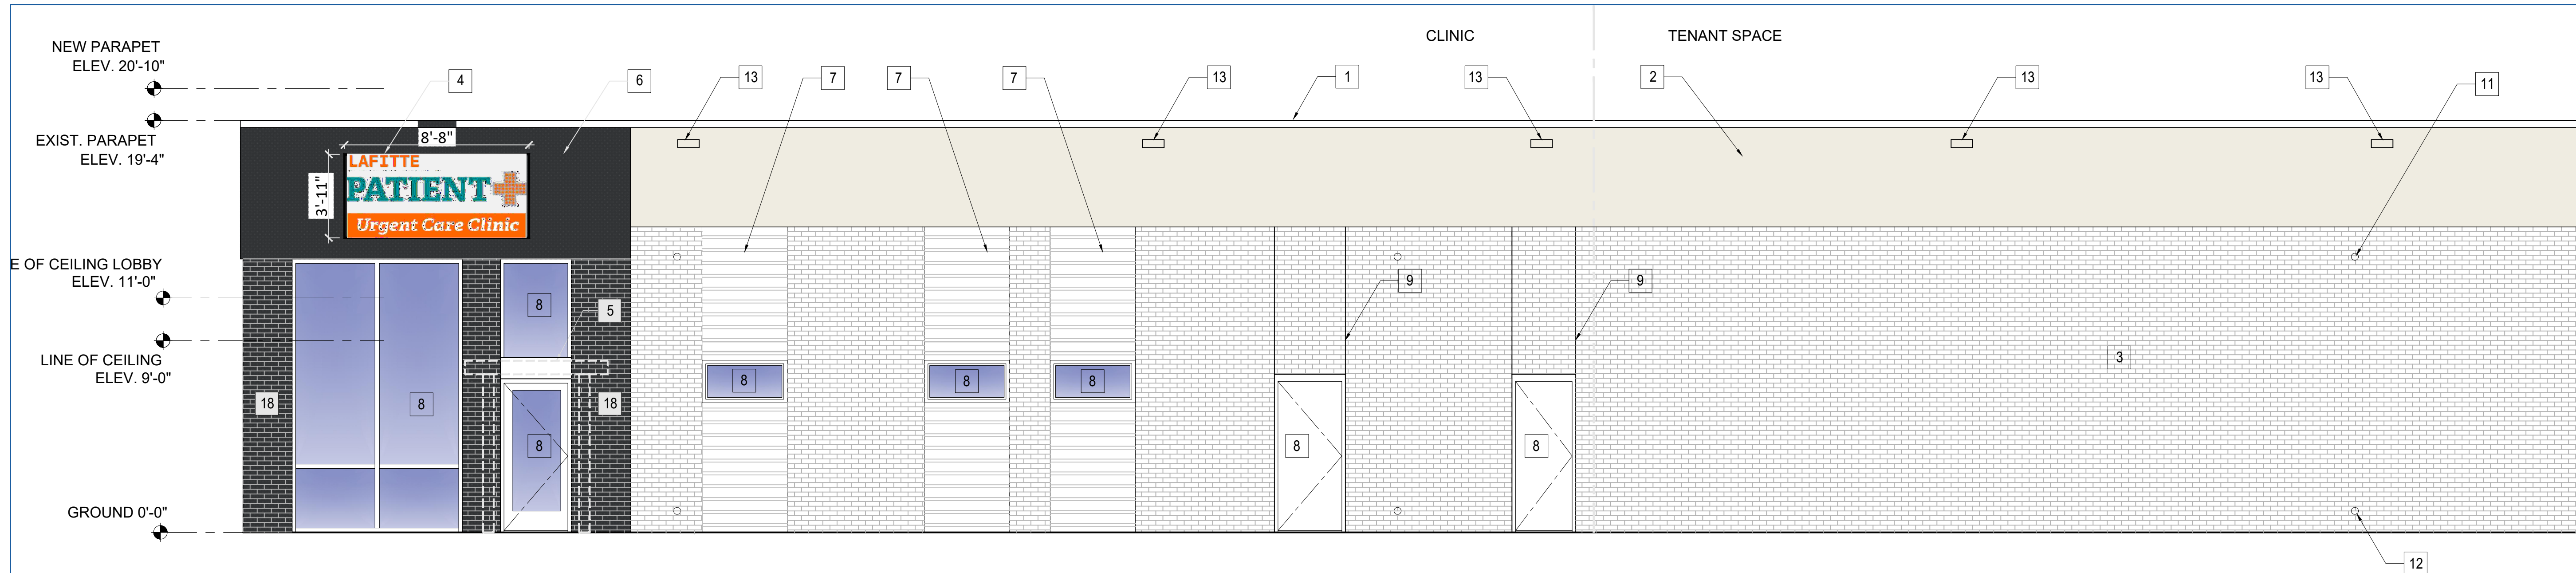 CLINIC
TENANT SPACE
NEW PARAPET
ELEV. 20'-10"
4
6
13
7
7
7
13
1
13
2
13
13
11
EXIST. PARAPET
ELEV. 19'-4"
8'-8"
3'-11"
LAFITTE
PATIENT
Urgent Care Clinic
E OF CEILING LOBBY
ELEV. 11'-0"
8
5
9
9
LINE OF CEILING
ELEV. 9'-0"
3
8
8
8
18
8
18
8
8
8
GROUND 0'-0"
12